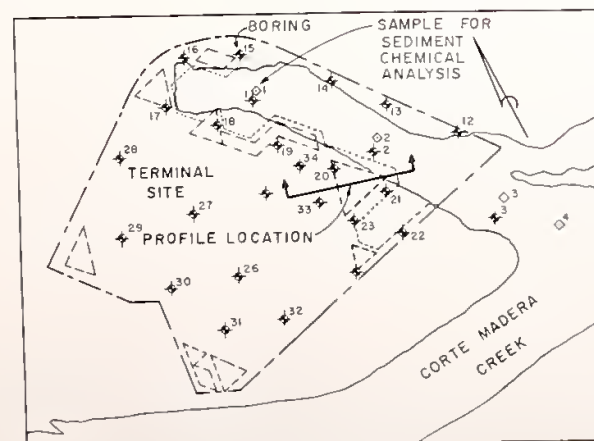 BORING
SAMPLE FOR
SEDIMENT
CHEMICAL
ANALYSIS
16
15
14
13
12
1
1
17
18
2
2
19
34
20
28
TERMINAL
SITE
21
3
3
4
27
33
23
22
29
PROFILE LOCATION
26
30
31
32
CORTE MADERA
CREEK